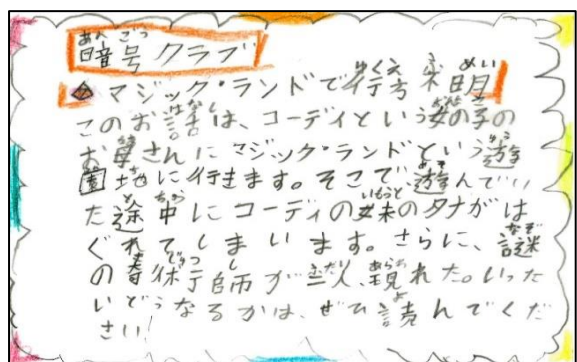 暗号クラブ
◆マジック・ランドで行方不明
このお話は、コーディという女の子の
お母さんにマジック・ランドという遊
園地に行きます。そこで遊んでい
た途中にコーディの妹のタナがは
ぐれてしまいます。さらに、謎
の奇術師が二人、現れた。いった
いどうなるかは、ぜひ読んでくだ
さい!